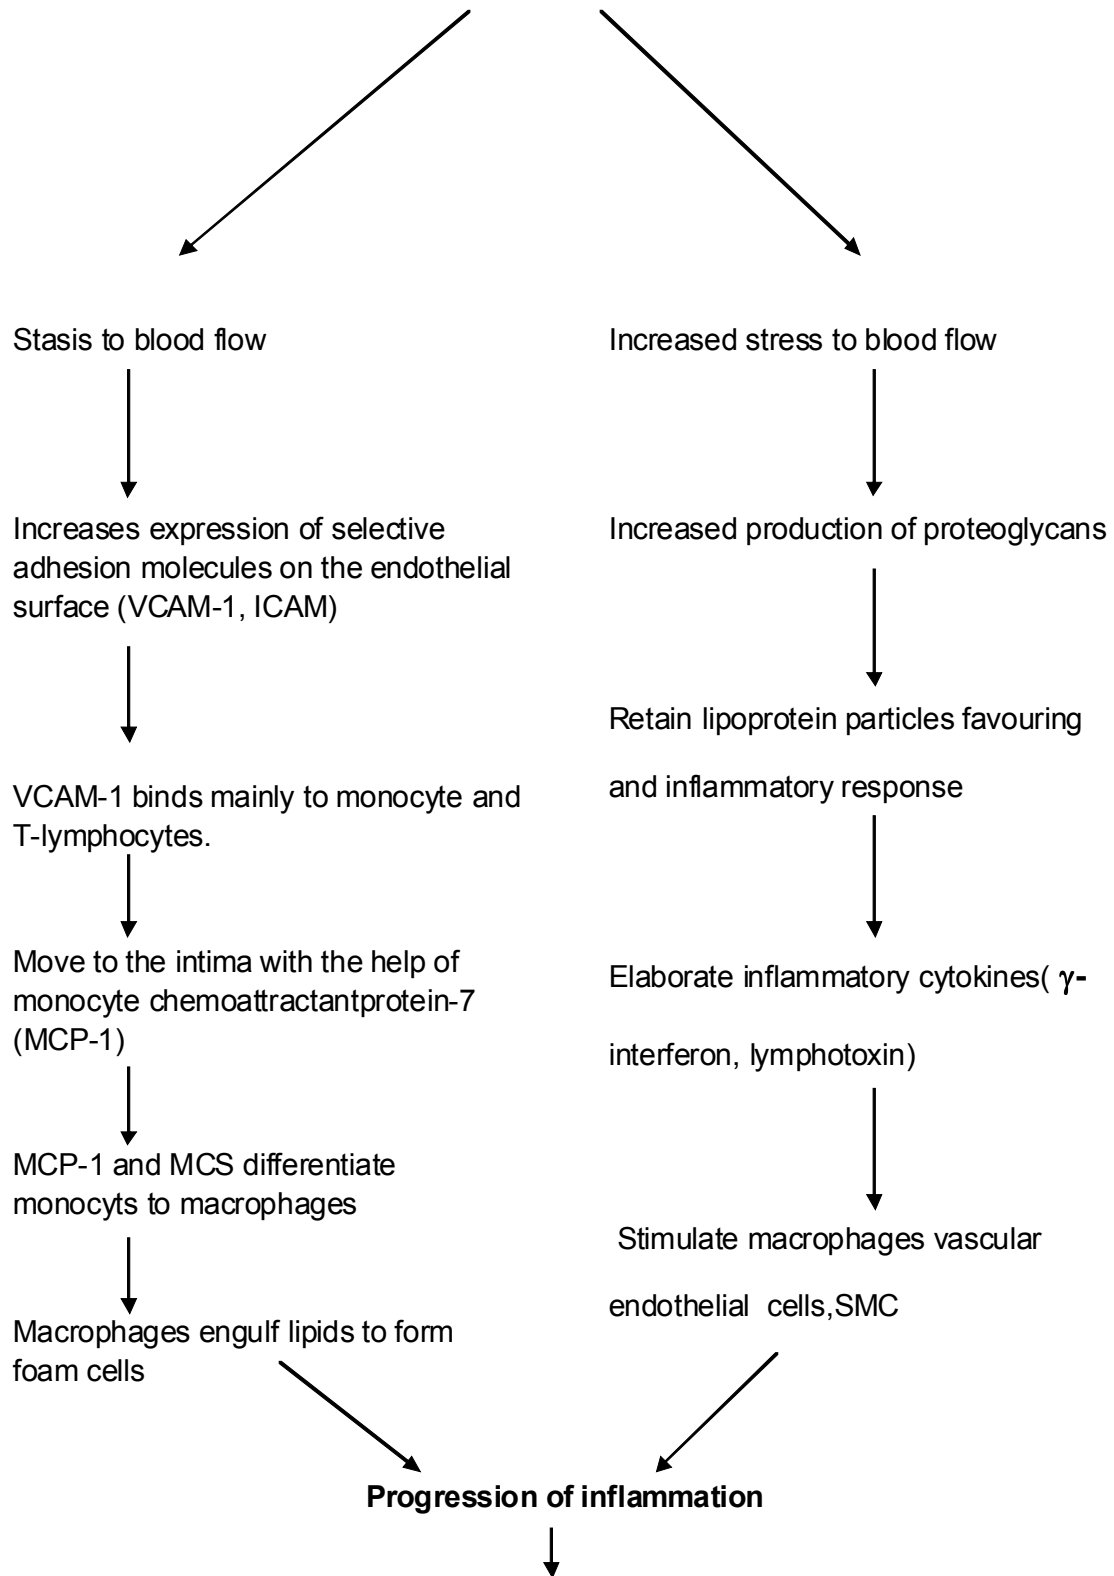 Stasis to blood flow
Increases expression of selective
adhesion molecules on the endothelial
surface (VCAM-1, ICAM)
VCAM-1 binds mainly to monocyte and
T-lymphocytes.
Move to the intima with the help of
monocyte chemoattractantprotein-7
(MCP-1)
MCP-1 and MCS differentiate
monocyts to macrophages
Macrophages engulf lipids to form
foam cells
Increased stress to blood flow
Increased production of proteoglycans
Retain lipoprotein particles favouring
and inflammatory response
Elaborate inflammatory cytokines( γ-
interferon, lymphotoxin)
Stimulate macrophages vascular
endothelial cells,SMC
Progression of inflammation